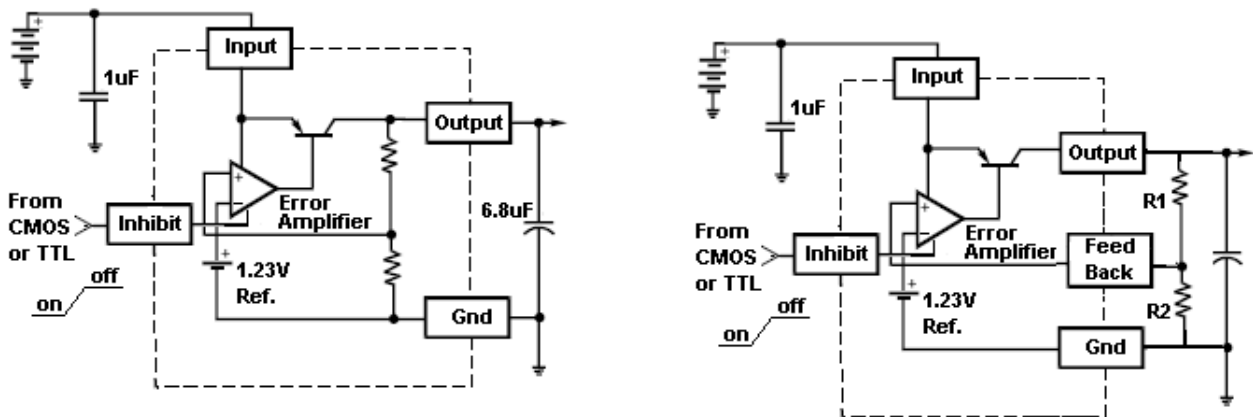 +
Input
1uF
Output
+
−
Error
Amplifier
6.8uF
From
CMOS
or TTL
Inhibit
+
1.23V
Ref.
off
on
Gnd
+
Input
1uF
Output
R1
+
−
Error
Amplifier
From
CMOS
or TTL
Inhibit
Feed
Back
+
1.23V
Ref.
R2
off
on
Gnd